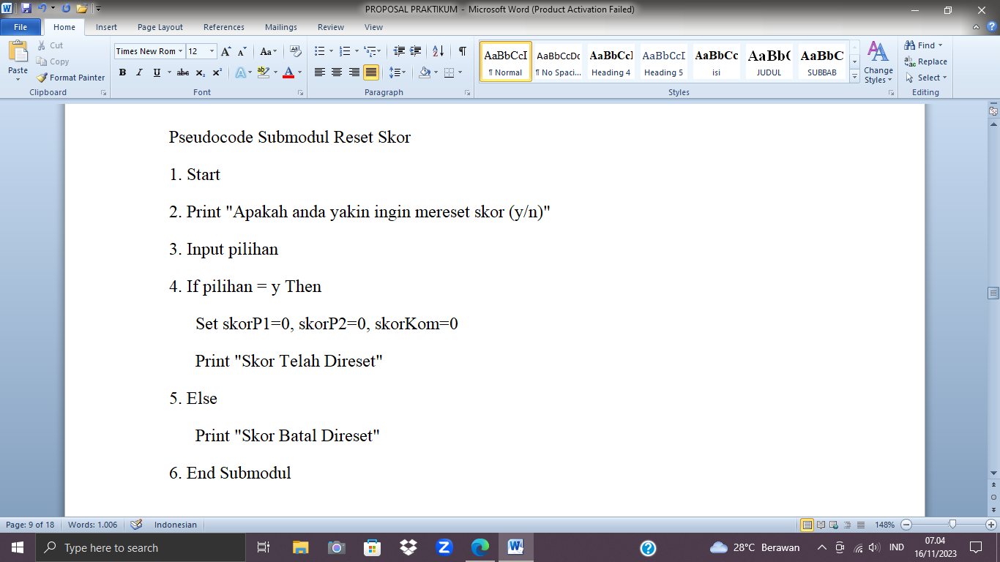 PROPOSAL PRAKTIKUM - Microsoft Word (Product Activation Failed)
File Home Insert Page Layout References Mailings Review View
Paste
Cut
Copy
Format Painter
Clipboard
Times New Rom 12
Font
Paragraph
AaBbCcI AaBbCcDc AaBbCcI AaBbCcI AaBbCc AaBb( AaBbC
¶ Normal ¶ No Spaci... Heading 4 Heading 5 isi JUDUL SUBBAB
Change Styles
Styles
Find
Replace
Select
Editing
Pseudocode Submodul Reset Skor
1. Start
2. Print "Apakah anda yakin ingin mereset skor (y/n)"
3. Input pilihan
4. If pilihan = y Then
Set skorP1=0, skorP2=0, skorKom=0
Print "Skor Telah Direset"
5. Else
Print "Skor Batal Direset"
6. End Submodul
Page: 9 of 18 Words: 1.006 Indonesian 148%
Type here to search
28°C Berawan
IND
07.04
16/11/2023